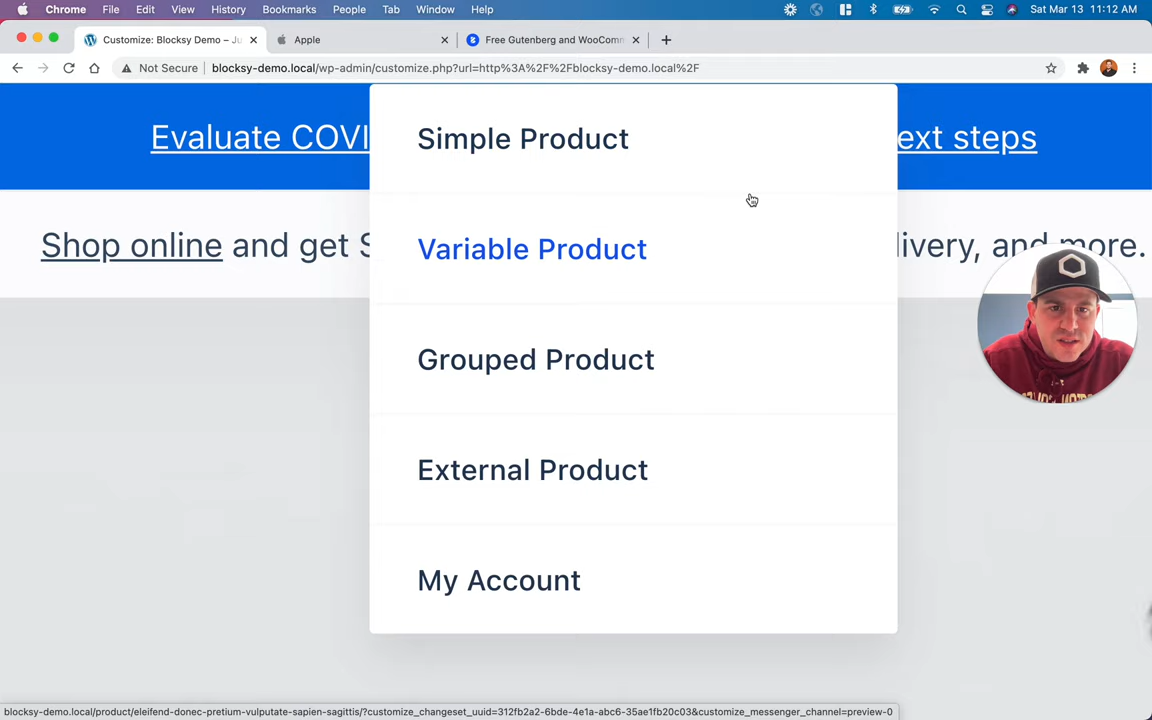 Chrome File Edit View History Bookmarks People Tab Window Help Sat Mar 13 11:12 AM
Customize: Blocksy Demo – Ju Apple Free Gutenberg and WooComm
Not Secure blocksy-demo.local/wp-admin/customize.php?url=http%3A%2F%2Fblocksy-demo.local%2F
Evaluate COVI ext steps
Simple Product
Shop online and get S livery, and more.
Variable Product
Grouped Product
External Product
My Account
blocksy-demo.local/product/eleifend-donec-pretium-vulputate-sapien-sagittis/?customize_changeset_uuid=312fb2a2-6bde-4e1a-abc6-35ae1fb20c03&customize_messenger_channel=preview-0